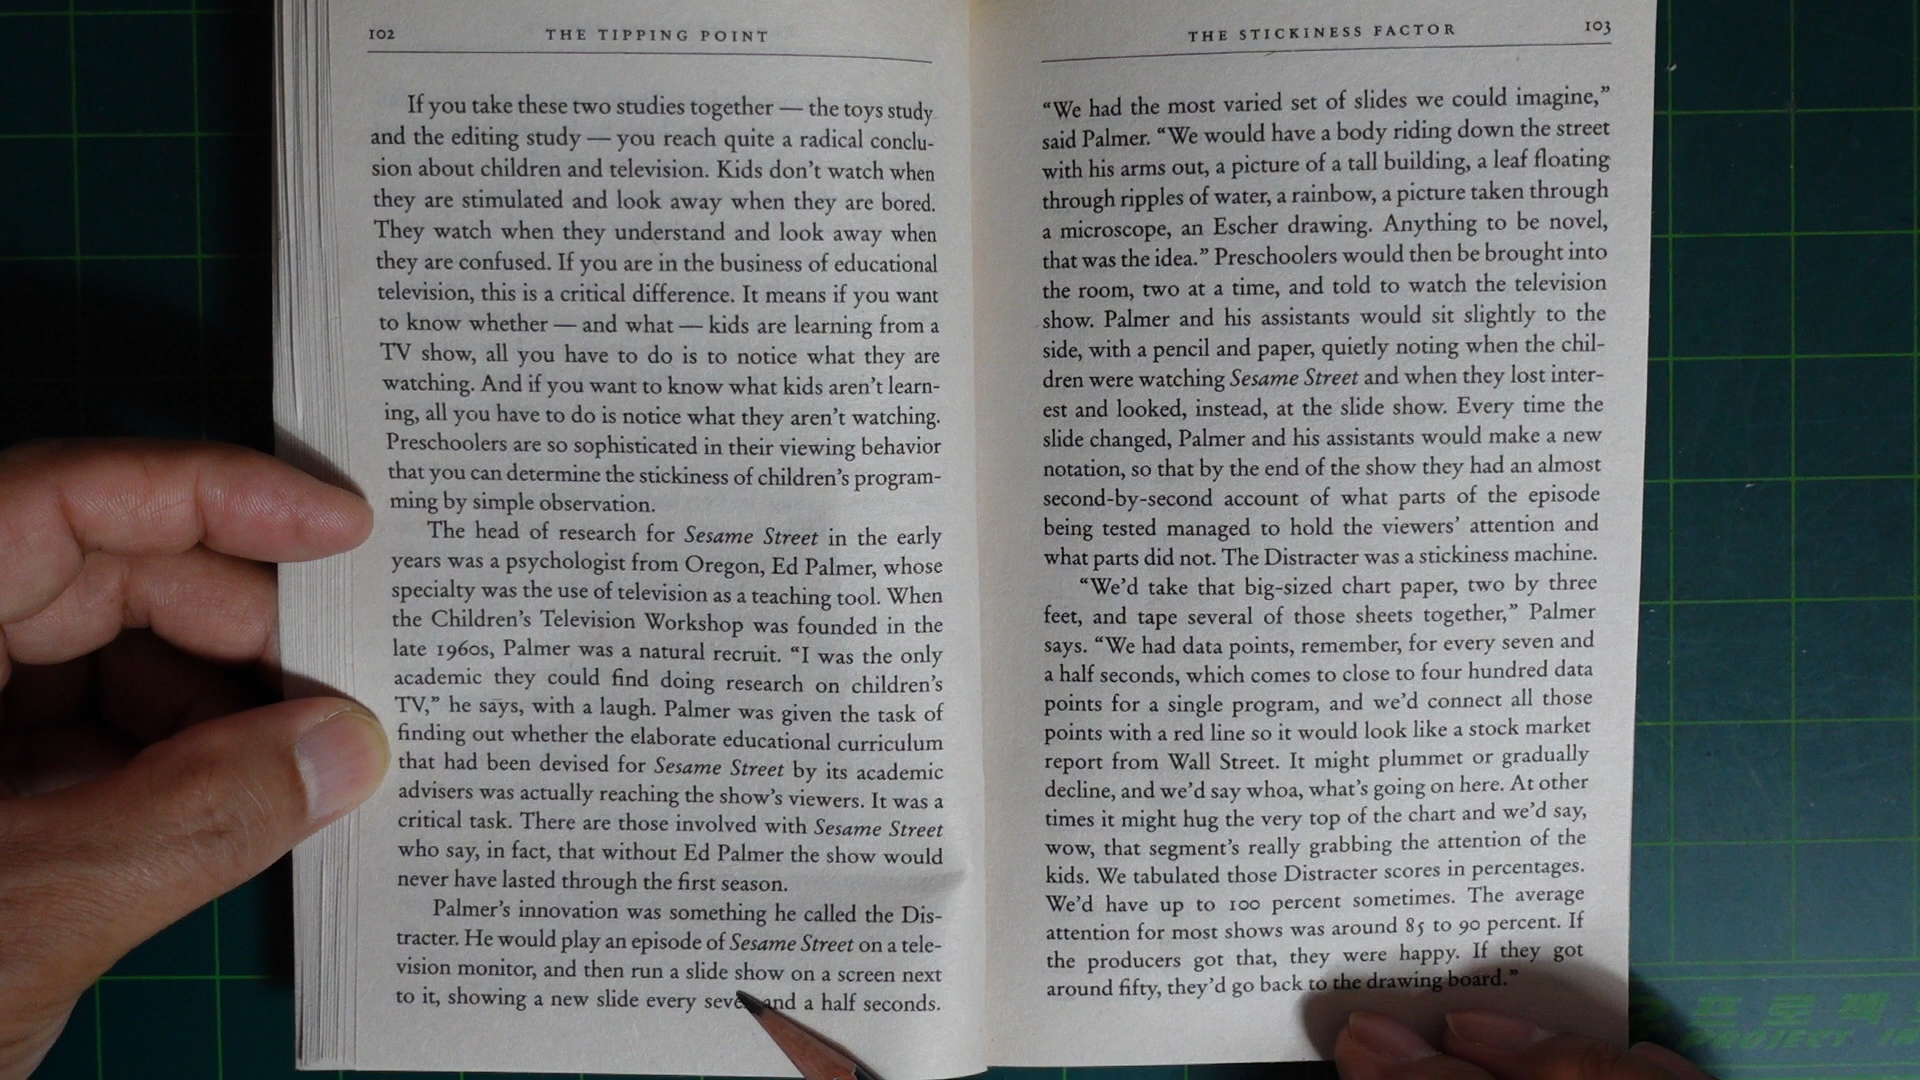 102
THE TIPPING POINT
If you take these two studies together — the toys study
and the editing study — you reach quite a radical conclu-
sion about children and television. Kids don’t watch when
they are stimulated and look away when they are bored.
They watch when they understand and look away when
they are confused. If you are in the business of educational
television, this is a critical difference. It means if you want
to know whether — and what — kids are learning from a
TV show, all you have to do is to notice what they are
watching. And if you want to know what kids aren’t learn-
ing, all you have to do is notice what they aren’t watching.
Preschoolers are so sophisticated in their viewing behavior
that you can determine the stickiness of children’s program-
ming by simple observation.
The head of research for Sesame Street in the early
years was a psychologist from Oregon, Ed Palmer, whose
specialty was the use of television as a teaching tool. When
the Children’s Television Workshop was founded in the
late 1960s, Palmer was a natural recruit. “I was the only
academic they could find doing research on children’s
TV,” he says, with a laugh. Palmer was given the task of
finding out whether the elaborate educational curriculum
that had been devised for Sesame Street by its academic
advisers was actually reaching the show’s viewers. It was a
critical task. There are those involved with Sesame Street
who say, in fact, that without Ed Palmer the show would
never have lasted through the first season.
Palmer’s innovation was something he called the Dis-
tracter. He would play an episode of Sesame Street on a tele-
vision monitor, and then run a slide show on a screen next
to it, showing a new slide every seven and a half seconds.
THE STICKINESS FACTOR
103
“We had the most varied set of slides we could imagine,”
said Palmer. “We would have a body riding down the street
with his arms out, a picture of a tall building, a leaf floating
through ripples of water, a rainbow, a picture taken through
a microscope, an Escher drawing. Anything to be novel,
that was the idea.” Preschoolers would then be brought into
the room, two at a time, and told to watch the television
show. Palmer and his assistants would sit slightly to the
side, with a pencil and paper, quietly noting when the chil-
dren were watching Sesame Street and when they lost inter-
est and looked, instead, at the slide show. Every time the
slide changed, Palmer and his assistants would make a new
notation, so that by the end of the show they had an almost
second-by-second account of what parts of the episode
being tested managed to hold the viewers’ attention and
what parts did not. The Distracter was a stickiness machine.
“We’d take that big-sized chart paper, two by three
feet, and tape several of those sheets together,” Palmer
says. “We had data points, remember, for every seven and
a half seconds, which comes to close to four hundred data
points for a single program, and we’d connect all those
points with a red line so it would look like a stock market
report from Wall Street. It might plummet or gradually
decline, and we’d say whoa, what’s going on here. At other
times it might hug the very top of the chart and we’d say,
wow, that segment’s really grabbing the attention of the
kids. We tabulated those Distracter scores in percentages.
We’d have up to 100 percent sometimes. The average
attention for most shows was around 85 to 90 percent. If
the producers got that, they were happy. If they got
around fifty, they’d go back to the drawing board.”
PROJECT